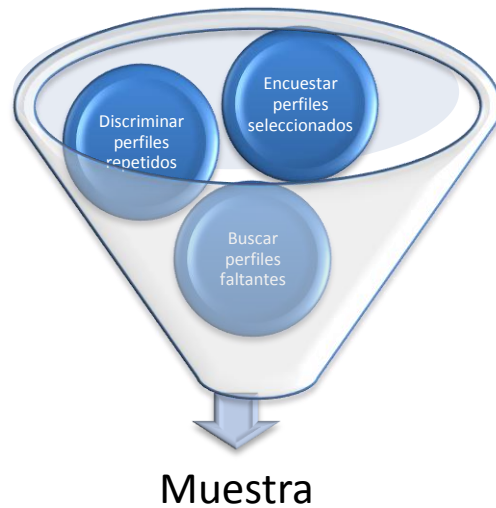 Encuestar
perfiles
seleccionados
Discriminar
perfiles
repetidos
Buscar
perfiles
faltantes
Muestra